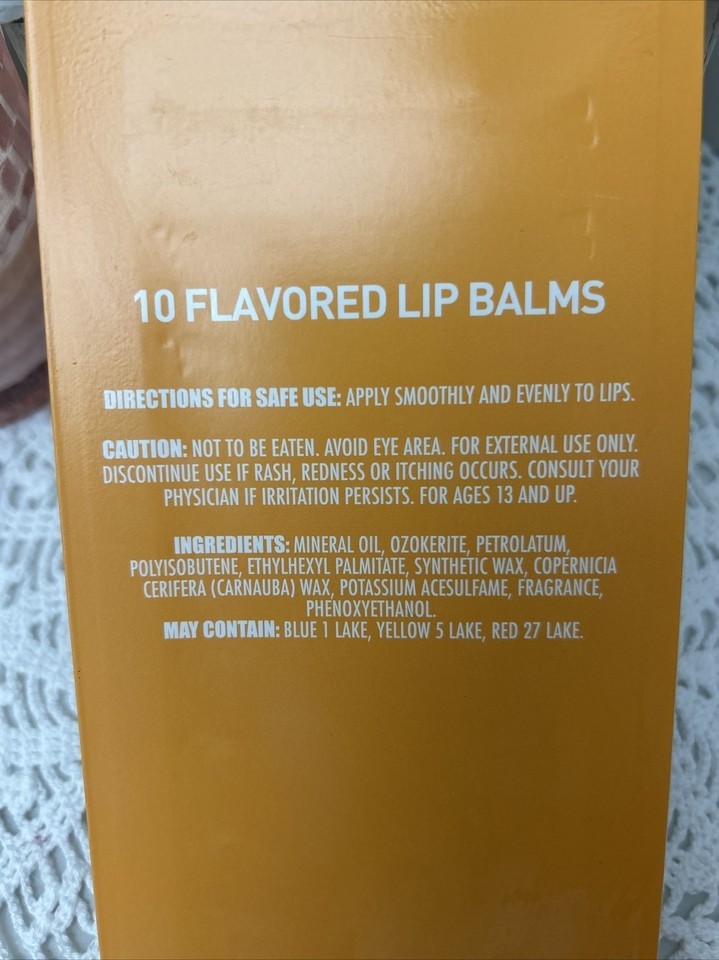 10 FLAVORED LIP BALMS
DIRECTIONS FOR SAFE USE: APPLY SMOOTHLY AND EVENLY TO LIPS.
CAUTION: NOT TO BE EATEN. AVOID EYE AREA. FOR EXTERNAL USE ONLY.
DISCONTINUE USE IF RASH, REDNESS OR ITCHING OCCURS. CONSULT YOUR
PHYSICIAN IF IRRITATION PERSISTS. FOR AGES 13 AND UP.
INGREDIENTS: MINERAL OIL, OZOKERITE, PETROLATUM,
POLYISOBUTENE, ETHYLHEXYL PALMITATE, SYNTHETIC WAX, COPERNICIA
CERIFERA (CARNAUBA) WAX, POTASSIUM ACESULFAME, FRAGRANCE,
PHENOXYETHANOL.
MAY CONTAIN: BLUE 1 LAKE, YELLOW 5 LAKE, RED 27 LAKE.